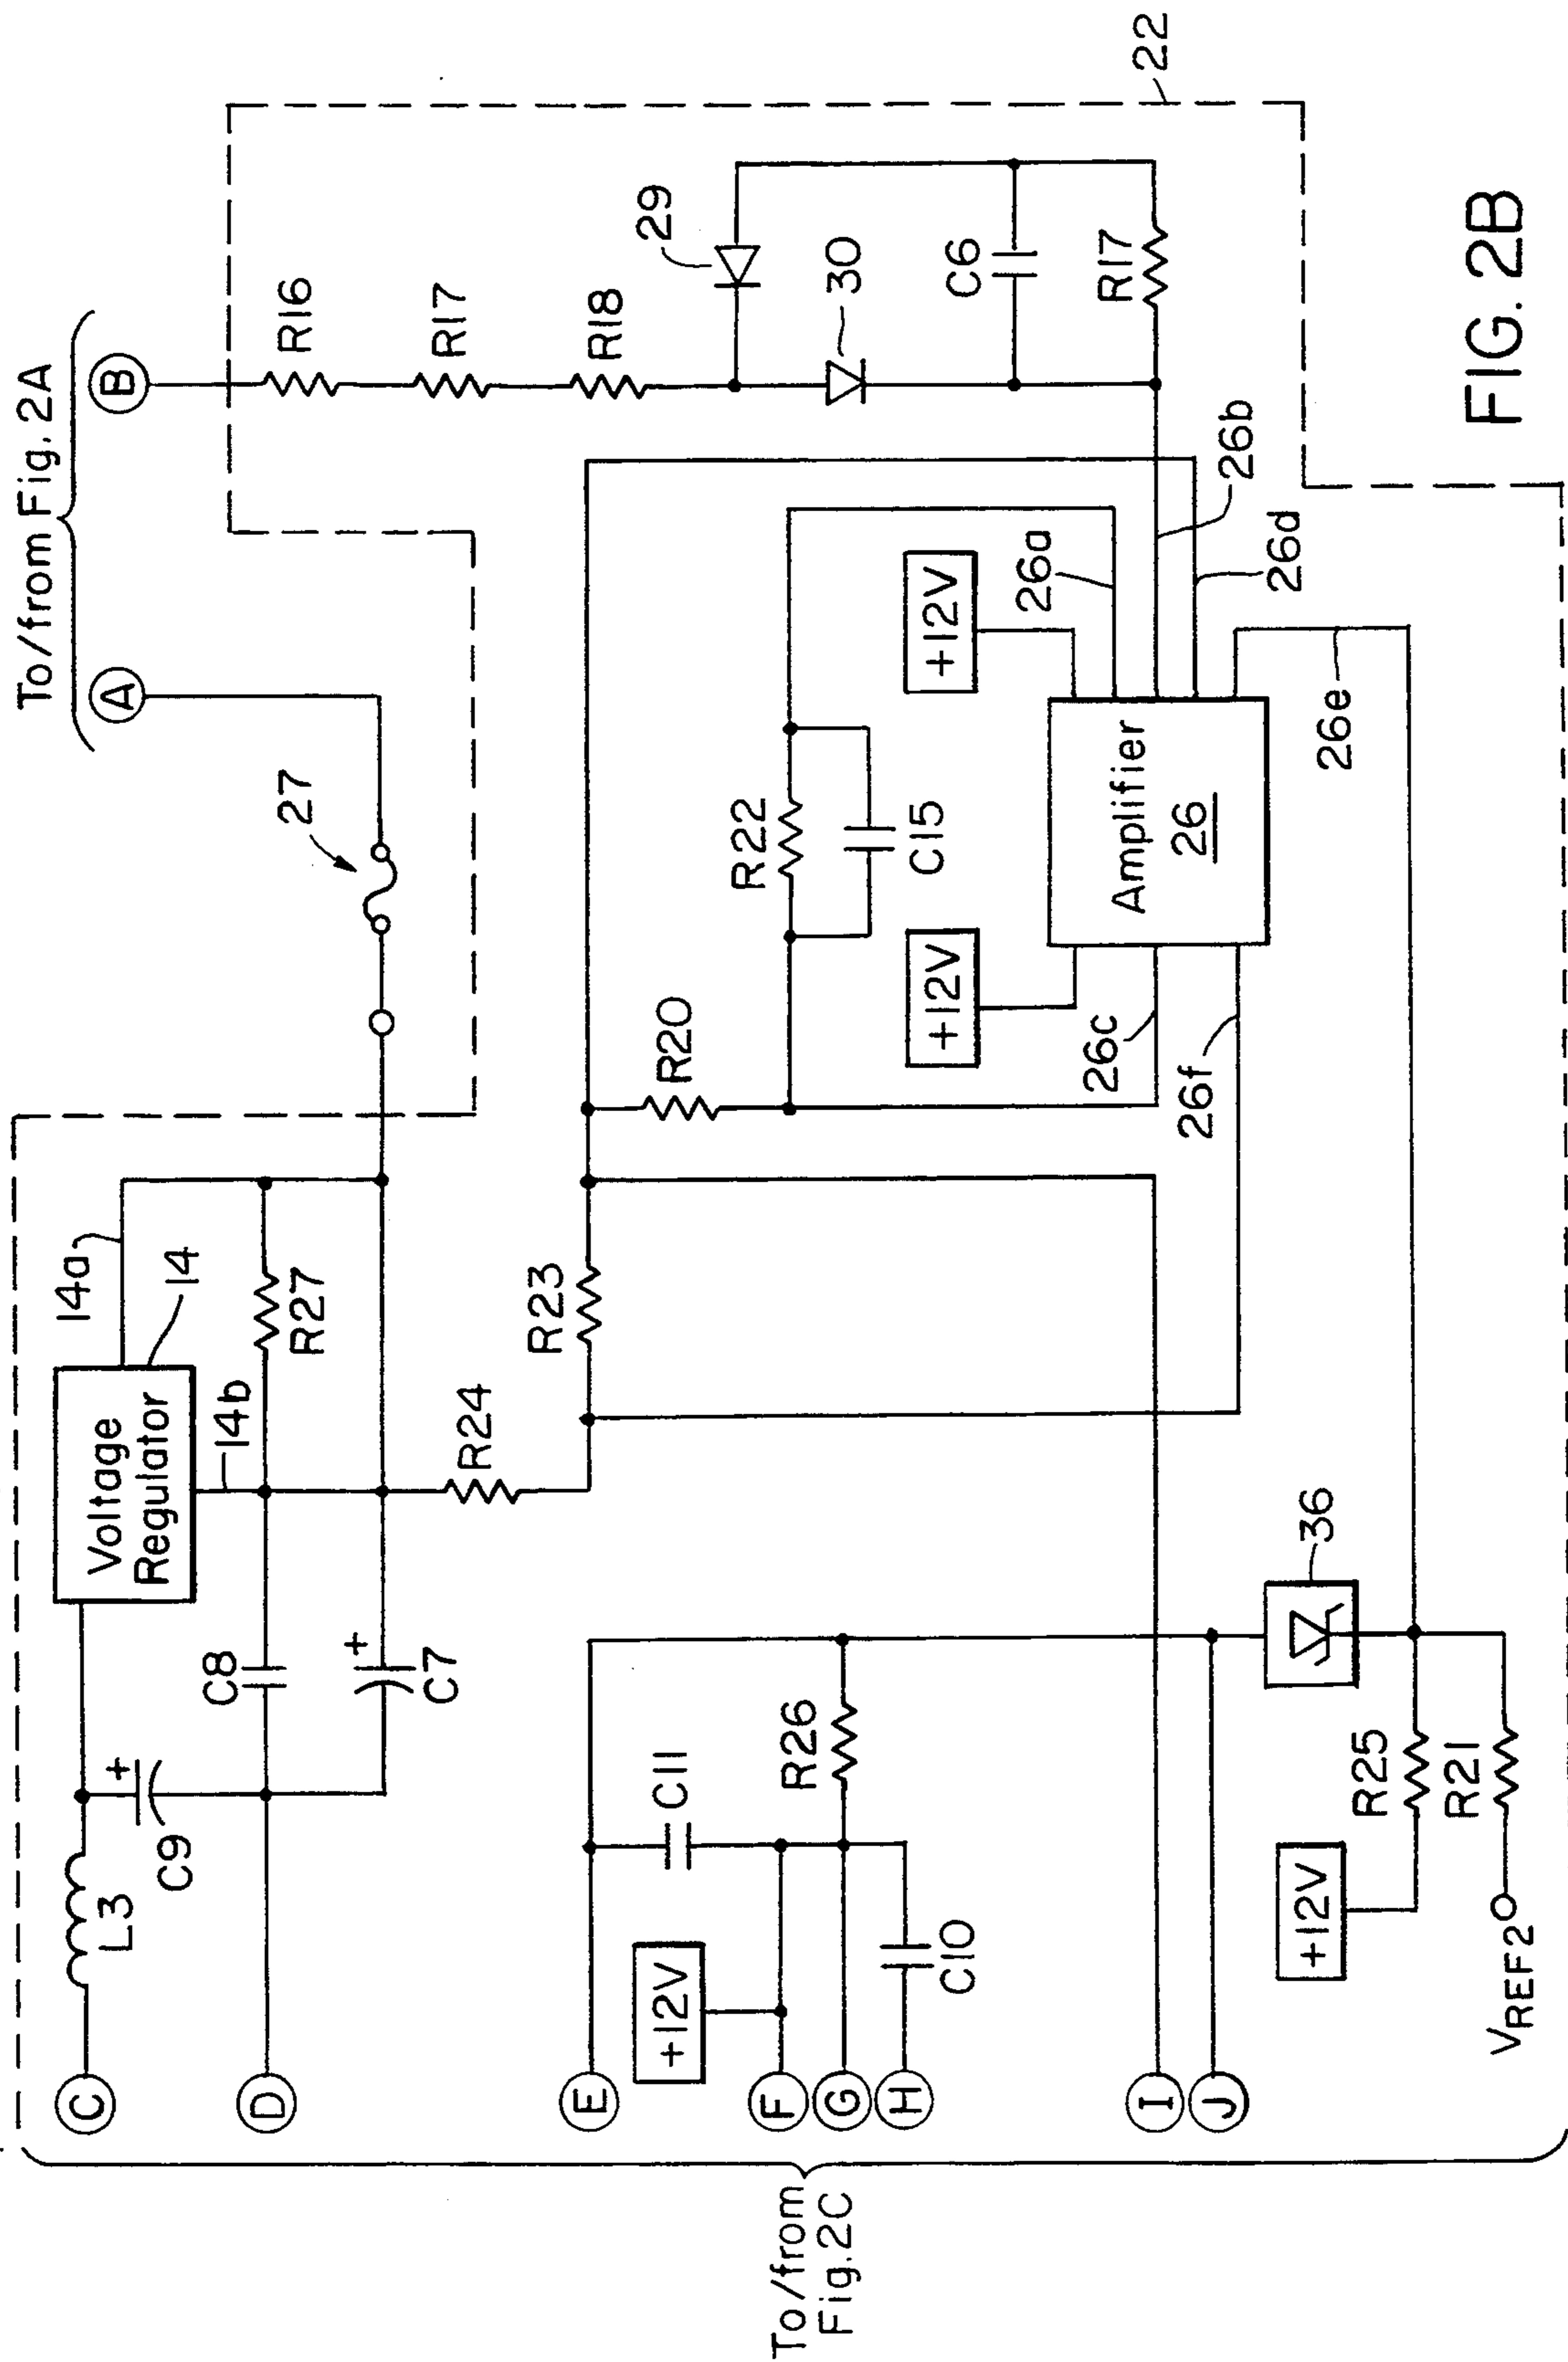 To/from Fig. 2A
A
B
27
14a
14
Voltage
Regulator
14b
R27
L3
C9
+
C8
+
C7
C
D
R24
R23
R20
R22
C15
R16
R17
R18
29
30
C6
R17
22
+12V
+12V
26a
26b
26c
26d
26e
26f
Amplifier
26
E
F
G
H
I
J
C11
+12V
R26
C10
36
R25
R21
+12V
VREF2
To/from
Fig.2C
FIG. 2B